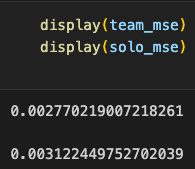 display(team_mse)
display(solo_mse)
0.002770219007218261
0.003122449752702039